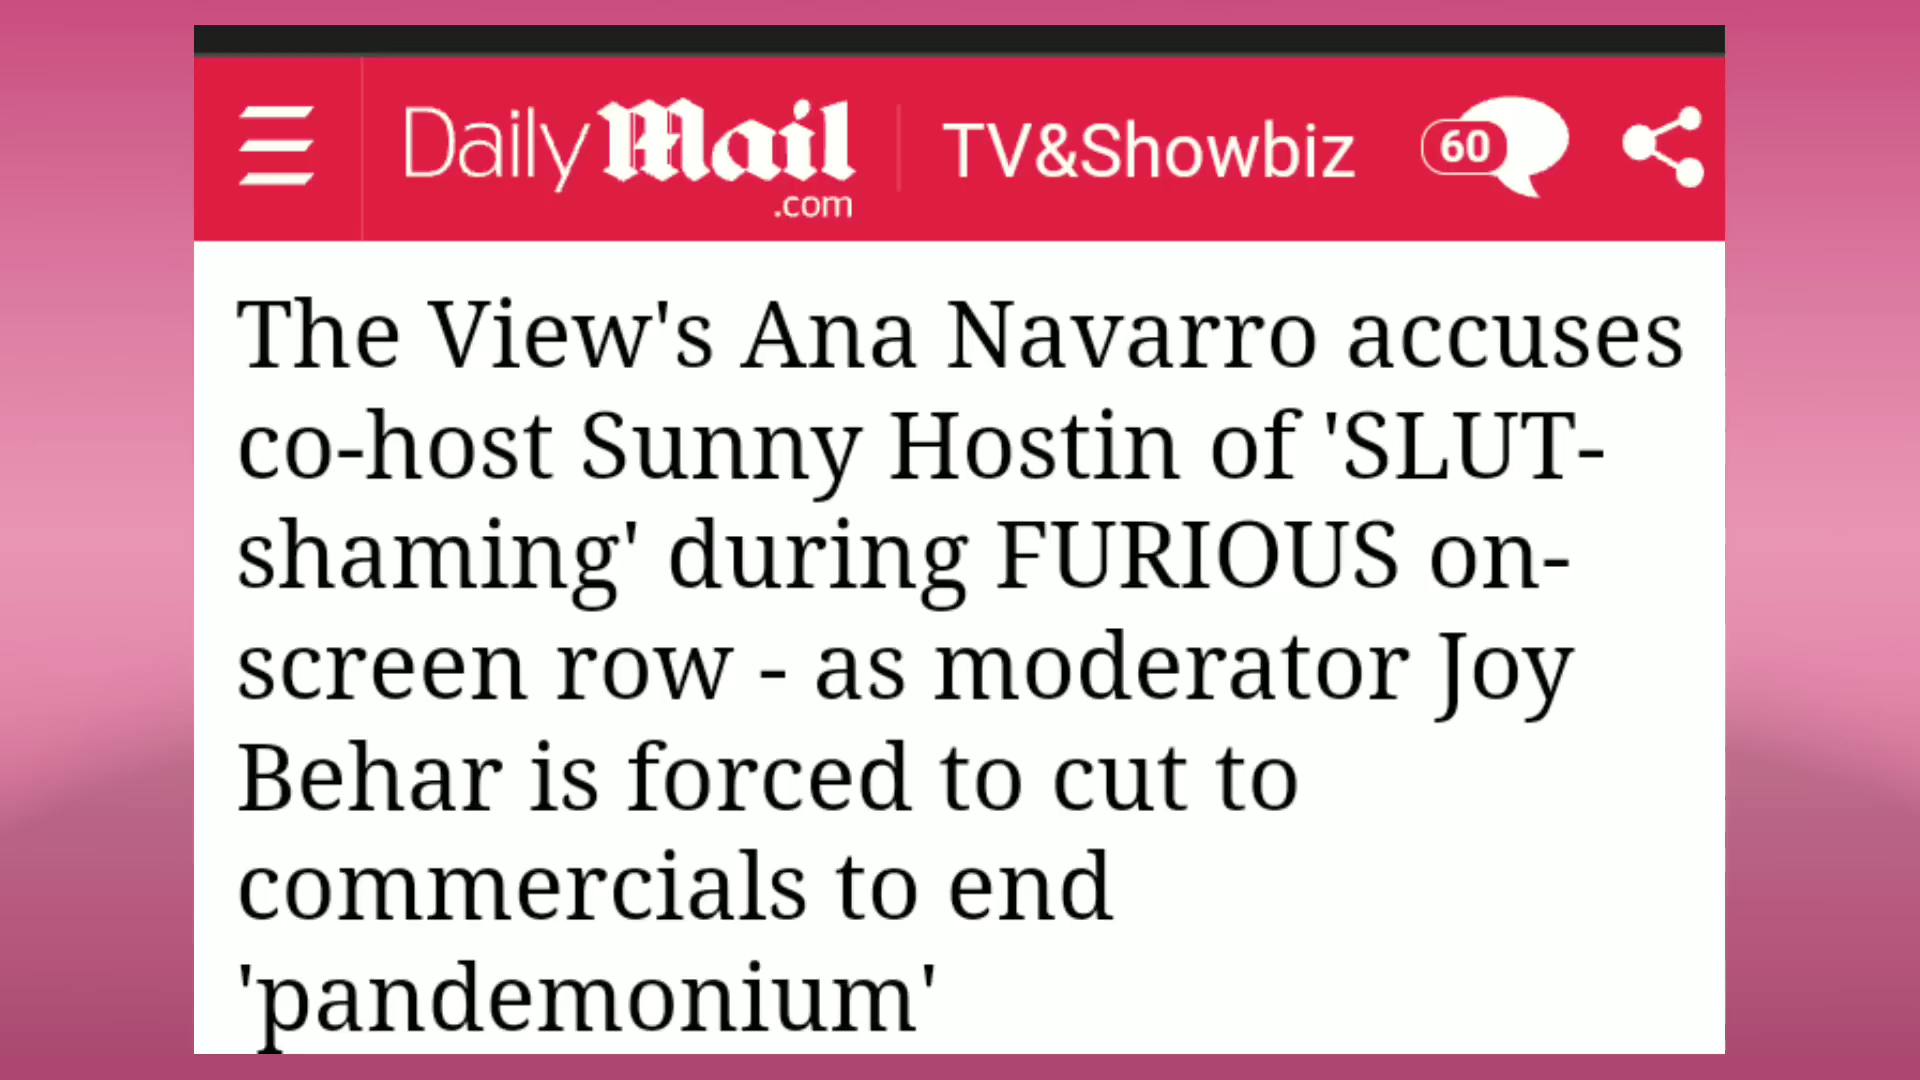 Daily Mail
.com
TV&Showbiz
60
The View's Ana Navarro accuses
co-host Sunny Hostin of 'SLUT-
shaming' during FURIOUS on-
screen row - as moderator Joy
Behar is forced to cut to
commercials to end
'pandemonium'